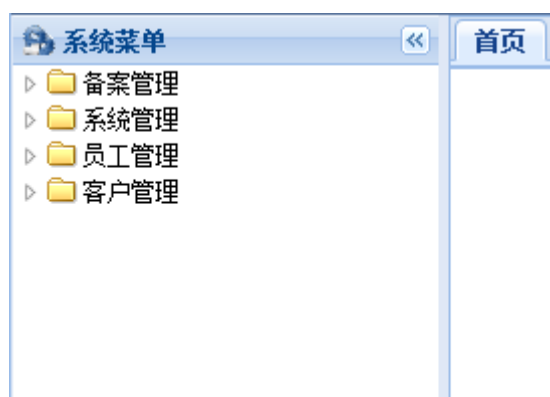 系统菜单
首页
备案管理
系统管理
员工管理
客户管理